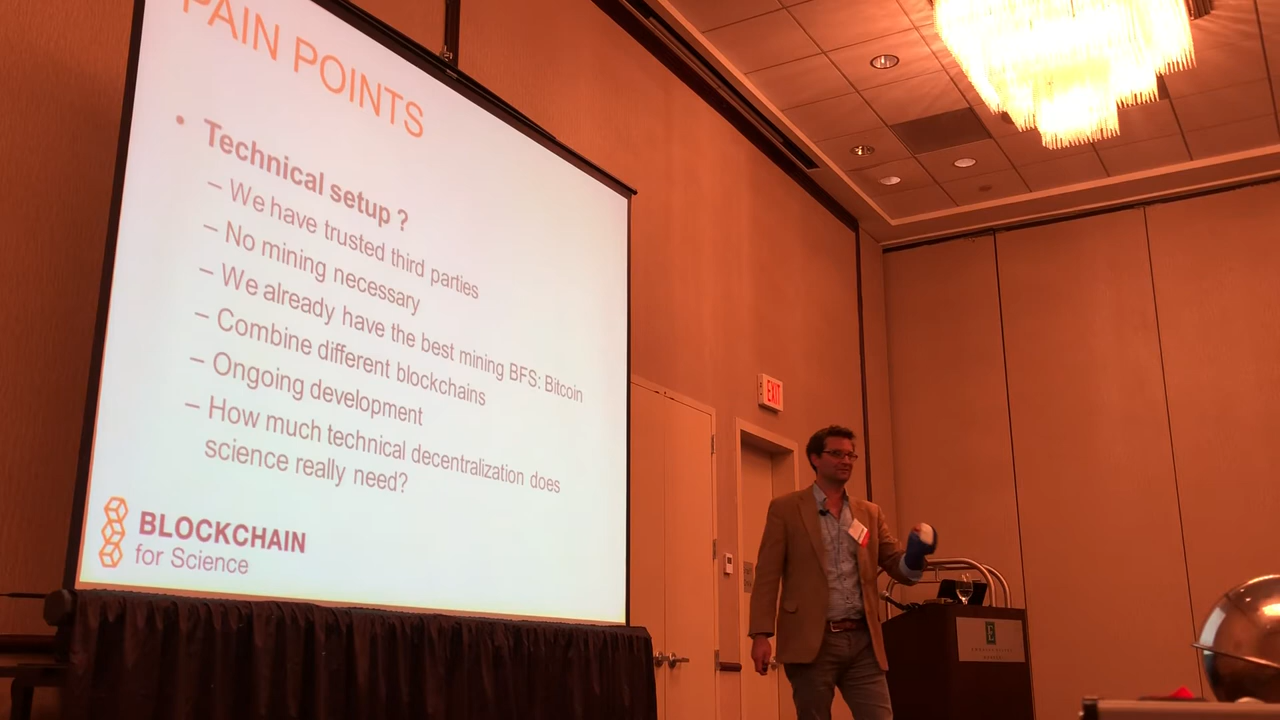 PAIN POINTS
• Technical setup ?
– We have trusted third parties
– No mining necessary
– We already have the best mining BFS: Bitcoin
– Combine different blockchains
– Ongoing development
– How much technical decentralization does
science really need?
BLOCKCHAIN
for Science
EXIT
E